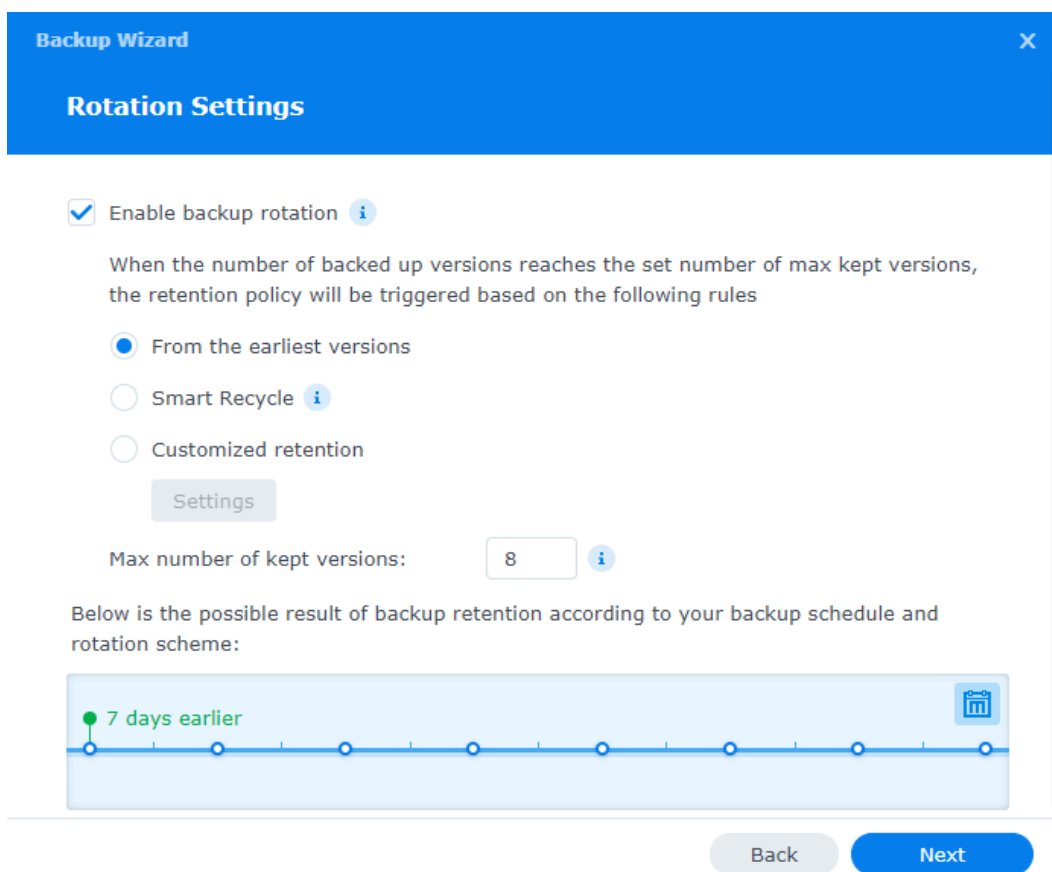 Backup Wizard
Rotation Settings
Enable backup rotation
When the number of backed up versions reaches the set number of max kept versions,
the retention policy will be triggered based on the following rules
From the earliest versions
Smart Recycle
Customized retention
Settings
Max number of kept versions: 8
Below is the possible result of backup retention according to your backup schedule and
rotation scheme:
7 days earlier
Back Next